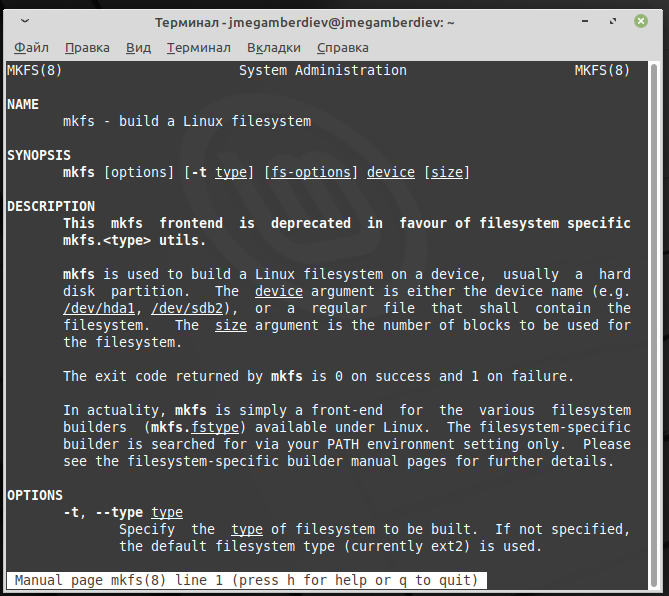 Терминал - jmegamberdiev@jmegamberdiev: ~
Файл Правка Вид Терминал Вкладки Справка
MKFS(8) System Administration MKFS(8)
NAME
mkfs - build a Linux filesystem
SYNOPSIS
mkfs [options] [-t type] [fs-options] device [size]
DESCRIPTION
This mkfs frontend is deprecated in favour of filesystem specific
mkfs.<type> utils.
mkfs is used to build a Linux filesystem on a device, usually a hard
disk partition. The device argument is either the device name (e.g.
/dev/hda1, /dev/sdb2), or a regular file that shall contain the
filesystem. The size argument is the number of blocks to be used for
the filesystem.
The exit code returned by mkfs is 0 on success and 1 on failure.
In actuality, mkfs is simply a front-end for the various filesystem
builders (mkfs.fstype) available under Linux. The filesystem-specific
builder is searched for via your PATH environment setting only. Please
see the filesystem-specific builder manual pages for further details.
OPTIONS
-t, --type type
Specify the type of filesystem to be built. If not specified,
the default filesystem type (currently ext2) is used.
Manual page mkfs(8) line 1 (press h for help or q to quit)